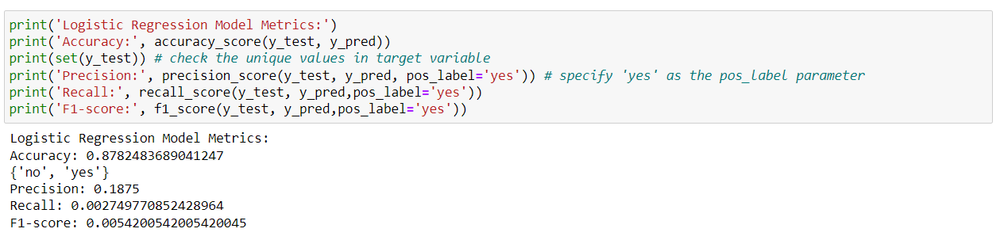 print('Logistic Regression Model Metrics:')
print('Accuracy:', accuracy_score(y_test, y_pred))
print(set(y_test)) # check the unique values in target variable
print('Precision:', precision_score(y_test, y_pred, pos_label='yes')) # specify 'yes' as the pos_label parameter
print('Recall:', recall_score(y_test, y_pred,pos_label='yes'))
print('F1-score:', f1_score(y_test, y_pred,pos_label='yes'))
Logistic Regression Model Metrics:
Accuracy: 0.8782483689041247
{'no', 'yes'}
Precision: 0.1875
Recall: 0.002749770852428964
F1-score: 0.0054200542005420045